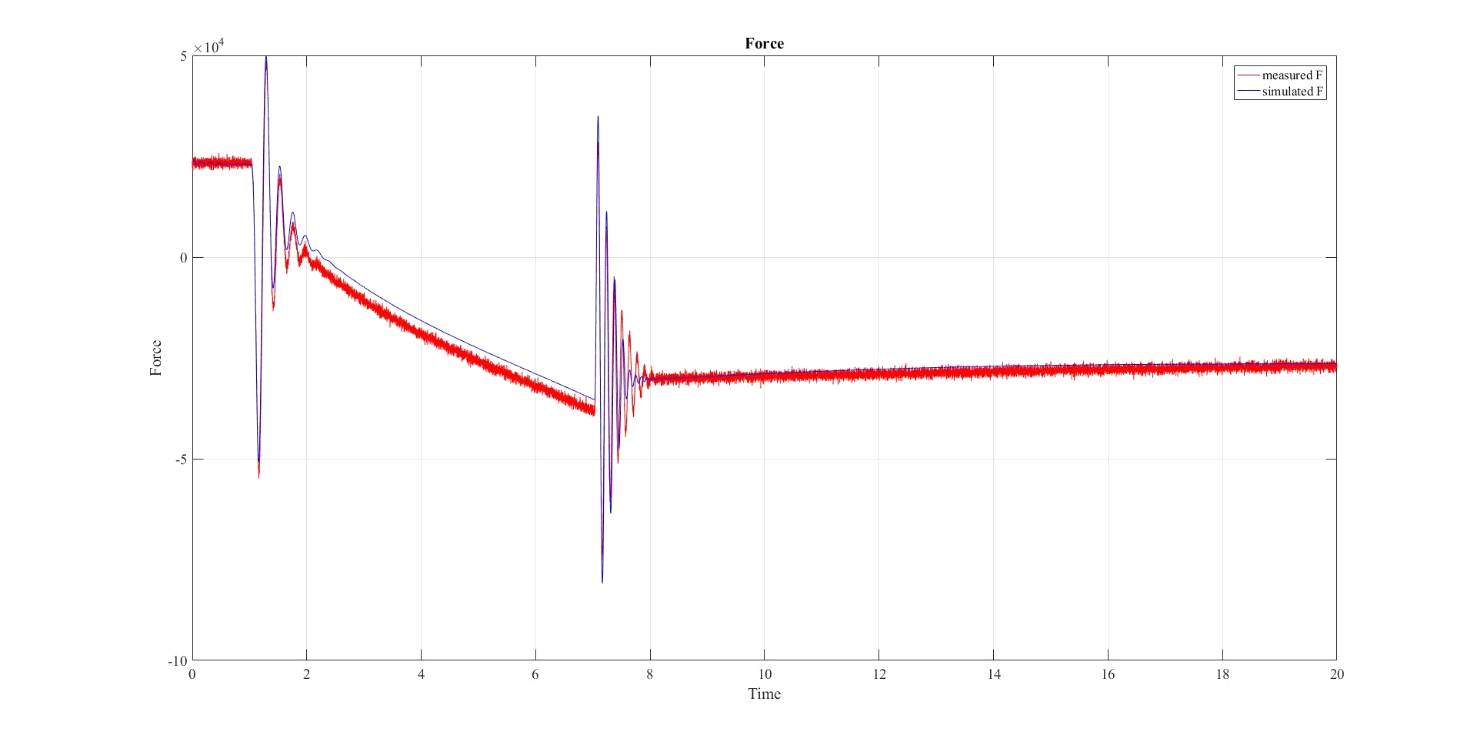 Force
×10⁴
5
0
-5
-10
Force
measured F
simulated F
0 2 4 6 8 10 12 14 16 18 20
Time